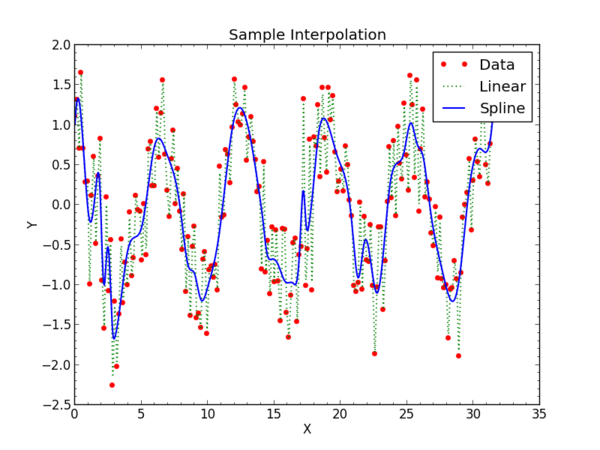 Sample Interpolation
2.0
1.5
1.0
0.5
0.0
−0.5
−1.0
−1.5
−2.0
−2.5
Y
Data
Linear
Spline
0 5 10 15 20 25 30 35
X